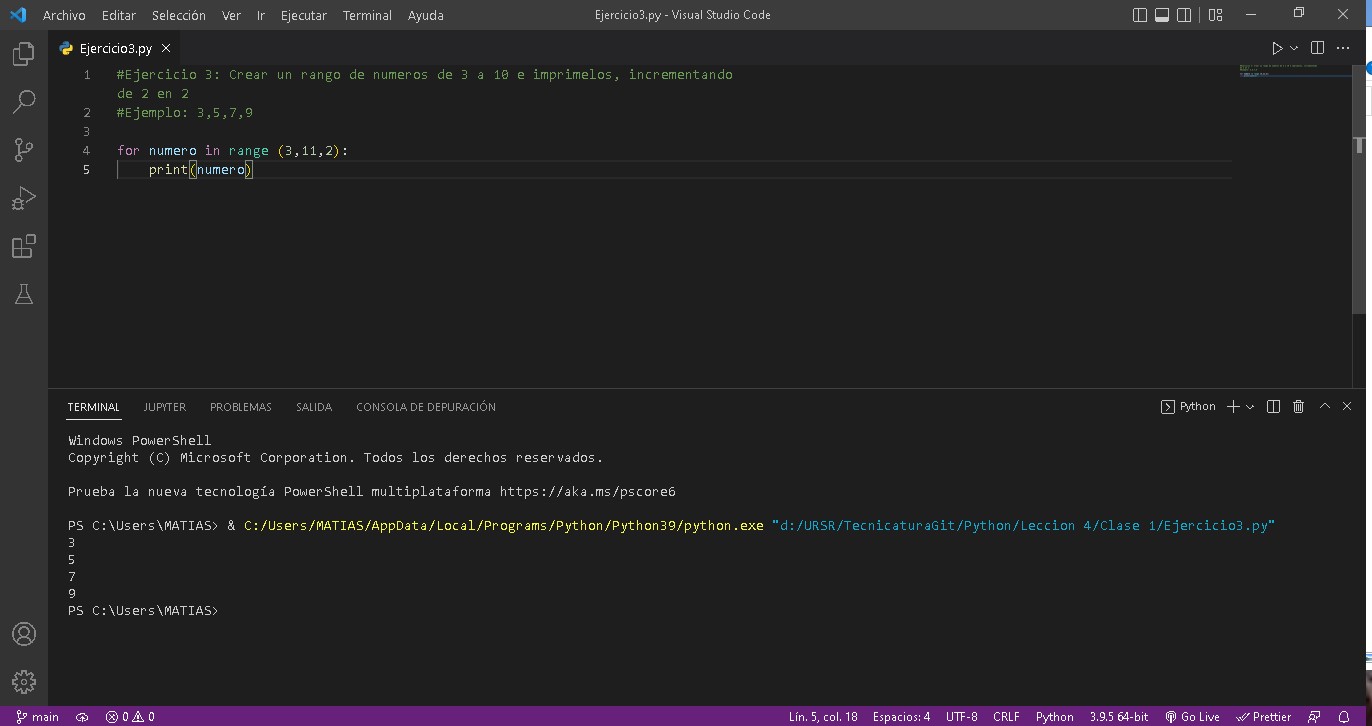 Archivo Editar Selección Ver Ir Ejecutar Terminal Ayuda Ejercicio3.py - Visual Studio Code
Ejercicio3.py
1 #Ejercicio 3: Crear un rango de numeros de 3 a 10 e imprimelos, incrementando
de 2 en 2
2 #Ejemplo: 3,5,7,9
3
4 for numero in range (3,11,2):
5 print(numero)
TERMINAL JUPYTER PROBLEMAS SALIDA CONSOLA DE DEPURACIÓN Python
Windows PowerShell
Copyright (C) Microsoft Corporation. Todos los derechos reservados.
Prueba la nueva tecnología PowerShell multiplataforma https://aka.ms/pscore6
PS C:\Users\MATIAS> & C:/Users/MATIAS/AppData/Local/Programs/Python/Python39/python.exe "d:/URSR/TecnicaturaGit/Python/Leccion 4/Clase 1/Ejercicio3.py"
3
5
7
9
PS C:\Users\MATIAS>
main 0 0 Lín. 5, col. 18 Espacios: 4 UTF-8 CRLF Python 3.9.5 64-bit Go Live Prettier